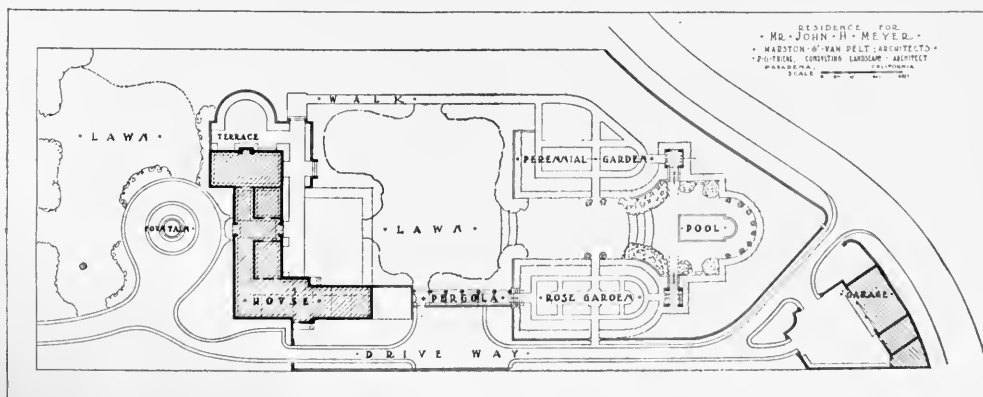 RESIDENCE FOR
· MR · JOHN · H · MEYER ·
· MARSTON · & · VAN PELT ; ARCHITECTS ·
CONSULTING LANDSCAPE · ARCHITECT
PASADENA, CALIFORNIA
SCALE
· WALK ·
· LAWN ·
TERRACE
· PERENNIAL · GARDEN ·
FOUNTAIN
· LAWN ·
· POOL ·
· HOUSE ·
· PERGOLA ·
ROSE GARDEN ·
GARAGE ·
· DRIVE WAY ·